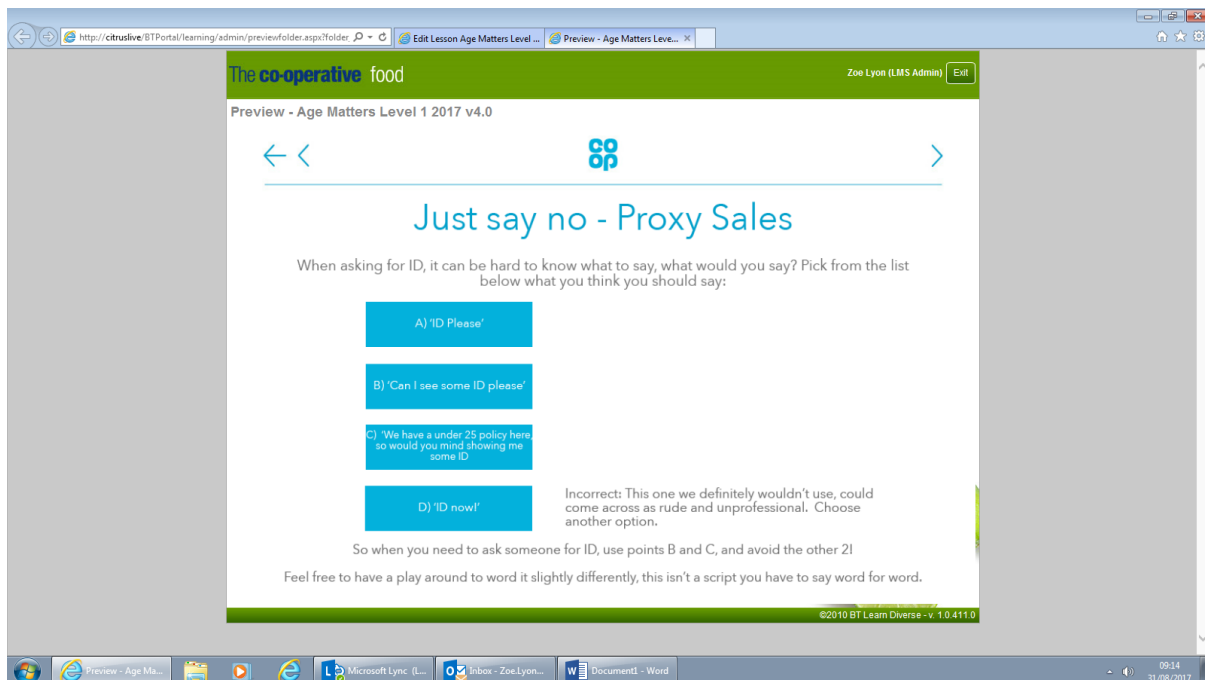 http://citruslive/BTPortal/learning/admin/previewfolder.aspx?folder
Edit Lesson Age Matters Level ...
Preview - Age Matters Leve...
The co-operative food
Zoe Lyon (LMS Admin)
Exit
Preview - Age Matters Level 1 2017 v4.0
co
op
Just say no - Proxy Sales
When asking for ID, it can be hard to know what to say, what would you say? Pick from the list
below what you think you should say:
A) 'ID Please'
B) 'Can I see some ID please'
C) 'We have a under 25 policy here,
so would you mind showing me
some ID
D) 'ID now!'
Incorrect: This one we definitely wouldn't use, could
come across as rude and unprofessional. Choose
another option.
So when you need to ask someone for ID, use points B and C, and avoid the other 2!
Feel free to have a play around to word it slightly differently, this isn't a script you have to say word for word.
©2010 BT Learn Diverse - v. 1.0.411.0
Preview - Age Ma...
Microsoft Lync (L...
Inbox - Zoe.Lyon...
Document1 - Word
09:14
31/08/2017